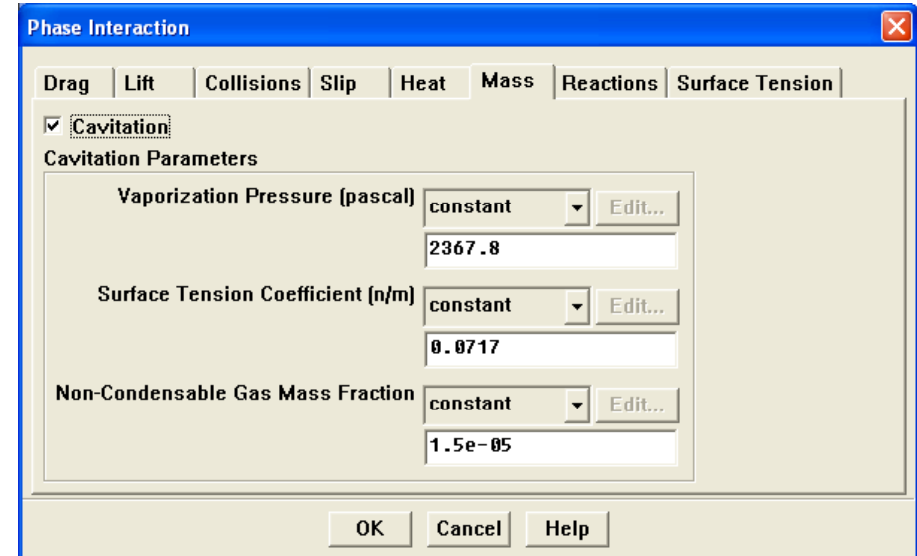 Phase Interaction
Drag Lift Collisions Slip Heat Mass Reactions Surface Tension
Cavitation
Cavitation Parameters
Vaporization Pressure (pascal) constant Edit...
2367.8
Surface Tension Coefficient (n/m) constant Edit...
0.0717
Non-Condensable Gas Mass Fraction constant Edit...
1.5e-05
OK Cancel Help